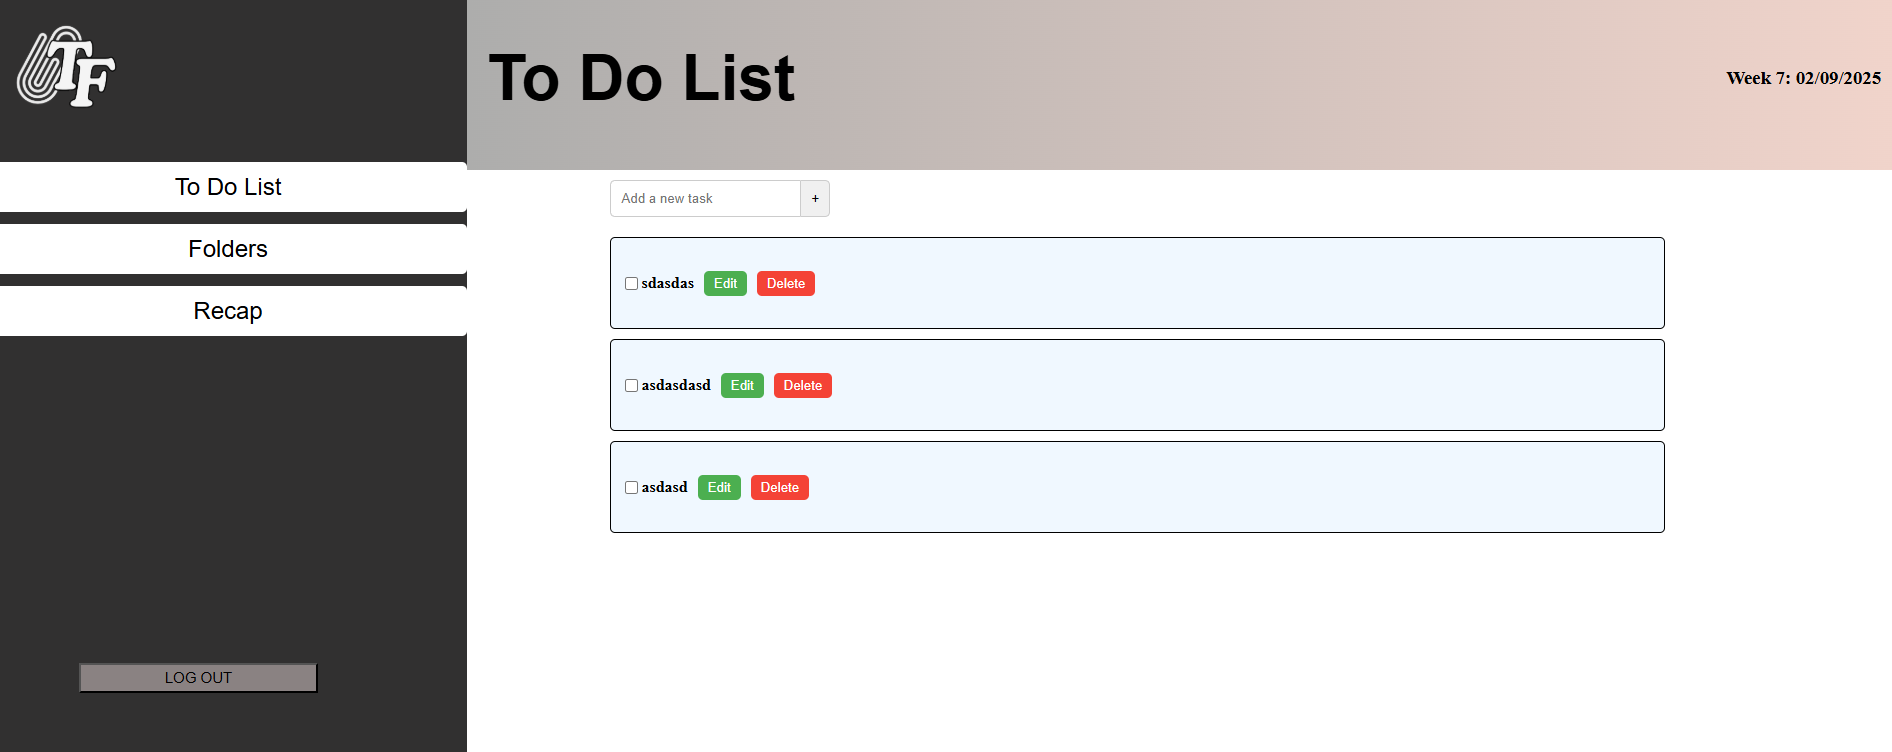 TF
To Do List
Week 7: 02/09/2025
To Do List
Folders
Recap
LOG OUT
Add a new task +
sdasdas Edit Delete
asdasdasd Edit Delete
asdasd Edit Delete